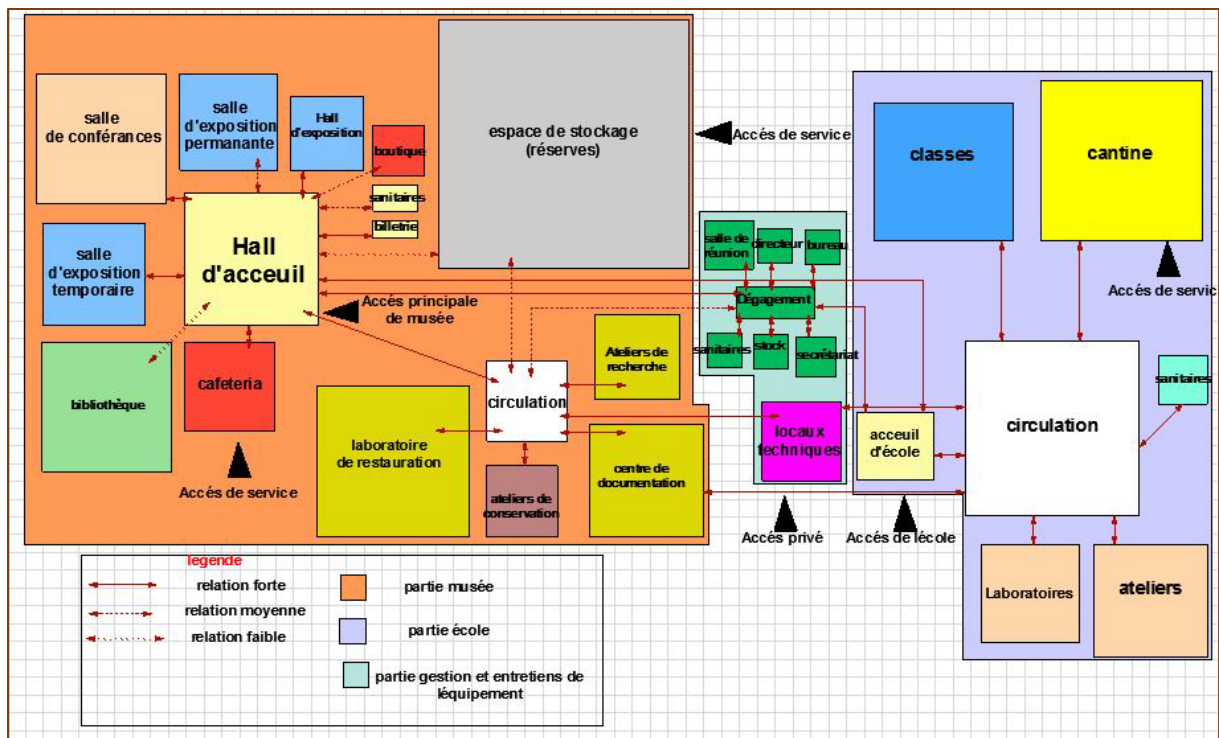 salle
de conférances
salle
d'exposition
permanante
Hall
d'exposition
boutique
sanitaires
billetrie
Hall
d'acceuil
salle
d'exposition
temporaire
bibliothèque
cafeteria
Accés de service
Accés principale
de musée
espace de stockage
(réserves)
Accés de service
circulation
Ateliers de
recherche
laboratoire
de restauration
ateliers de
conservation
centre de
documentation
salle de
réunion
directeur
bureau
Dégagement
sanitaires
stock
secrétariat
locaux
techniques
Accés privé
classes
cantine
Accés de servic
acceuil
d'école
circulation
sanitaires
Accés de lécole
Laboratoires
ateliers
legende
relation forte
relation moyenne
relation faible
partie musée
partie école
partie gestion et entretiens de
léquipement